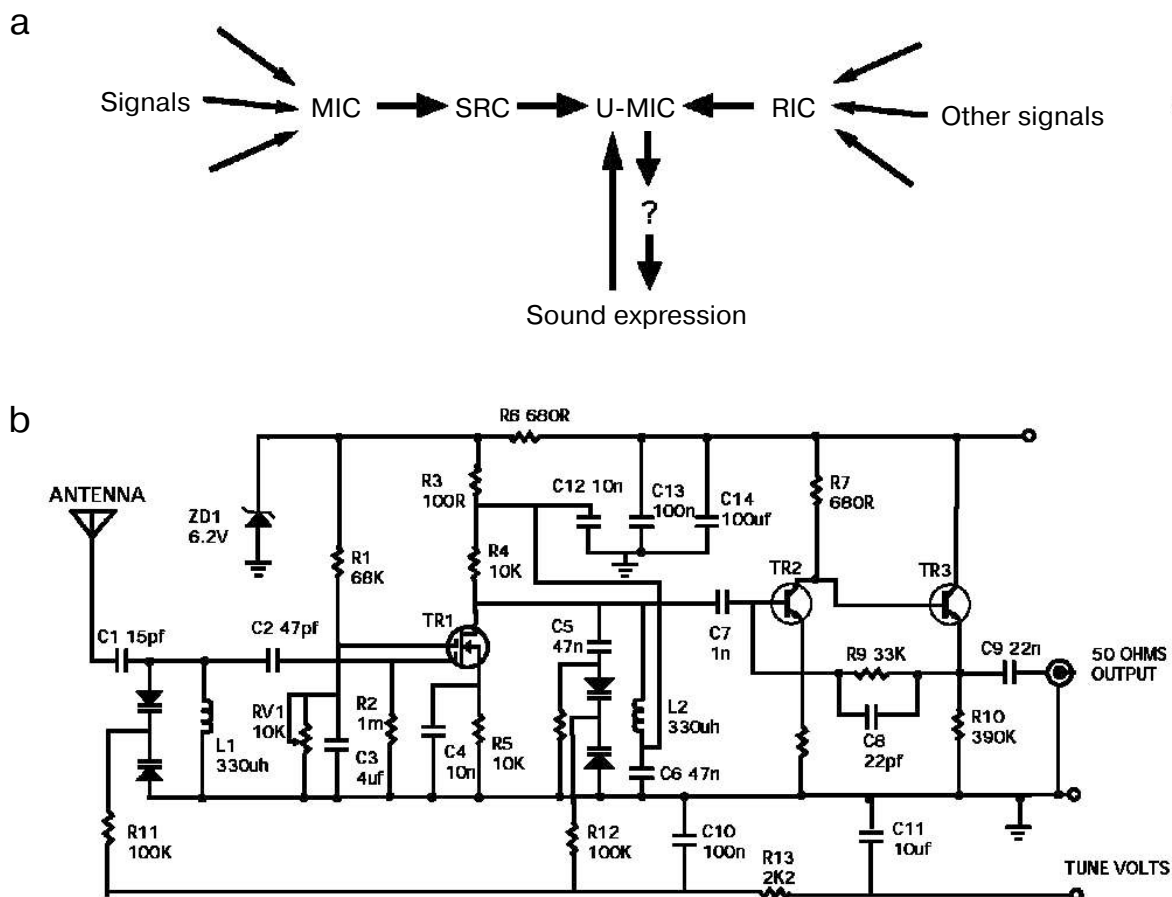 a
Signals
MIC
SRC
U-MIC
RIC
Other signals
?
Sound expression
b
R6 680R
ANTENNA
ZD1
6.2V
R1
68K
R3
100R
R4
10K
C12 10n
C13
100n
C14
100uf
R7
680R
TR1
TR2
TR3
C1 15pf
C2 47pf
C5
47n
C7
1n
R9 33K
C9 22n
50 OHMS
OUTPUT
L1
330uh
RV1
10K
C3
4uf
R2
1m
C4
10n
R5
10K
L2
330uh
C6 47n
C8
22pf
R10
390K
R11
100K
R12
100K
C10
100n
R13
2K2
C11
10uf
TUNE VOLTS